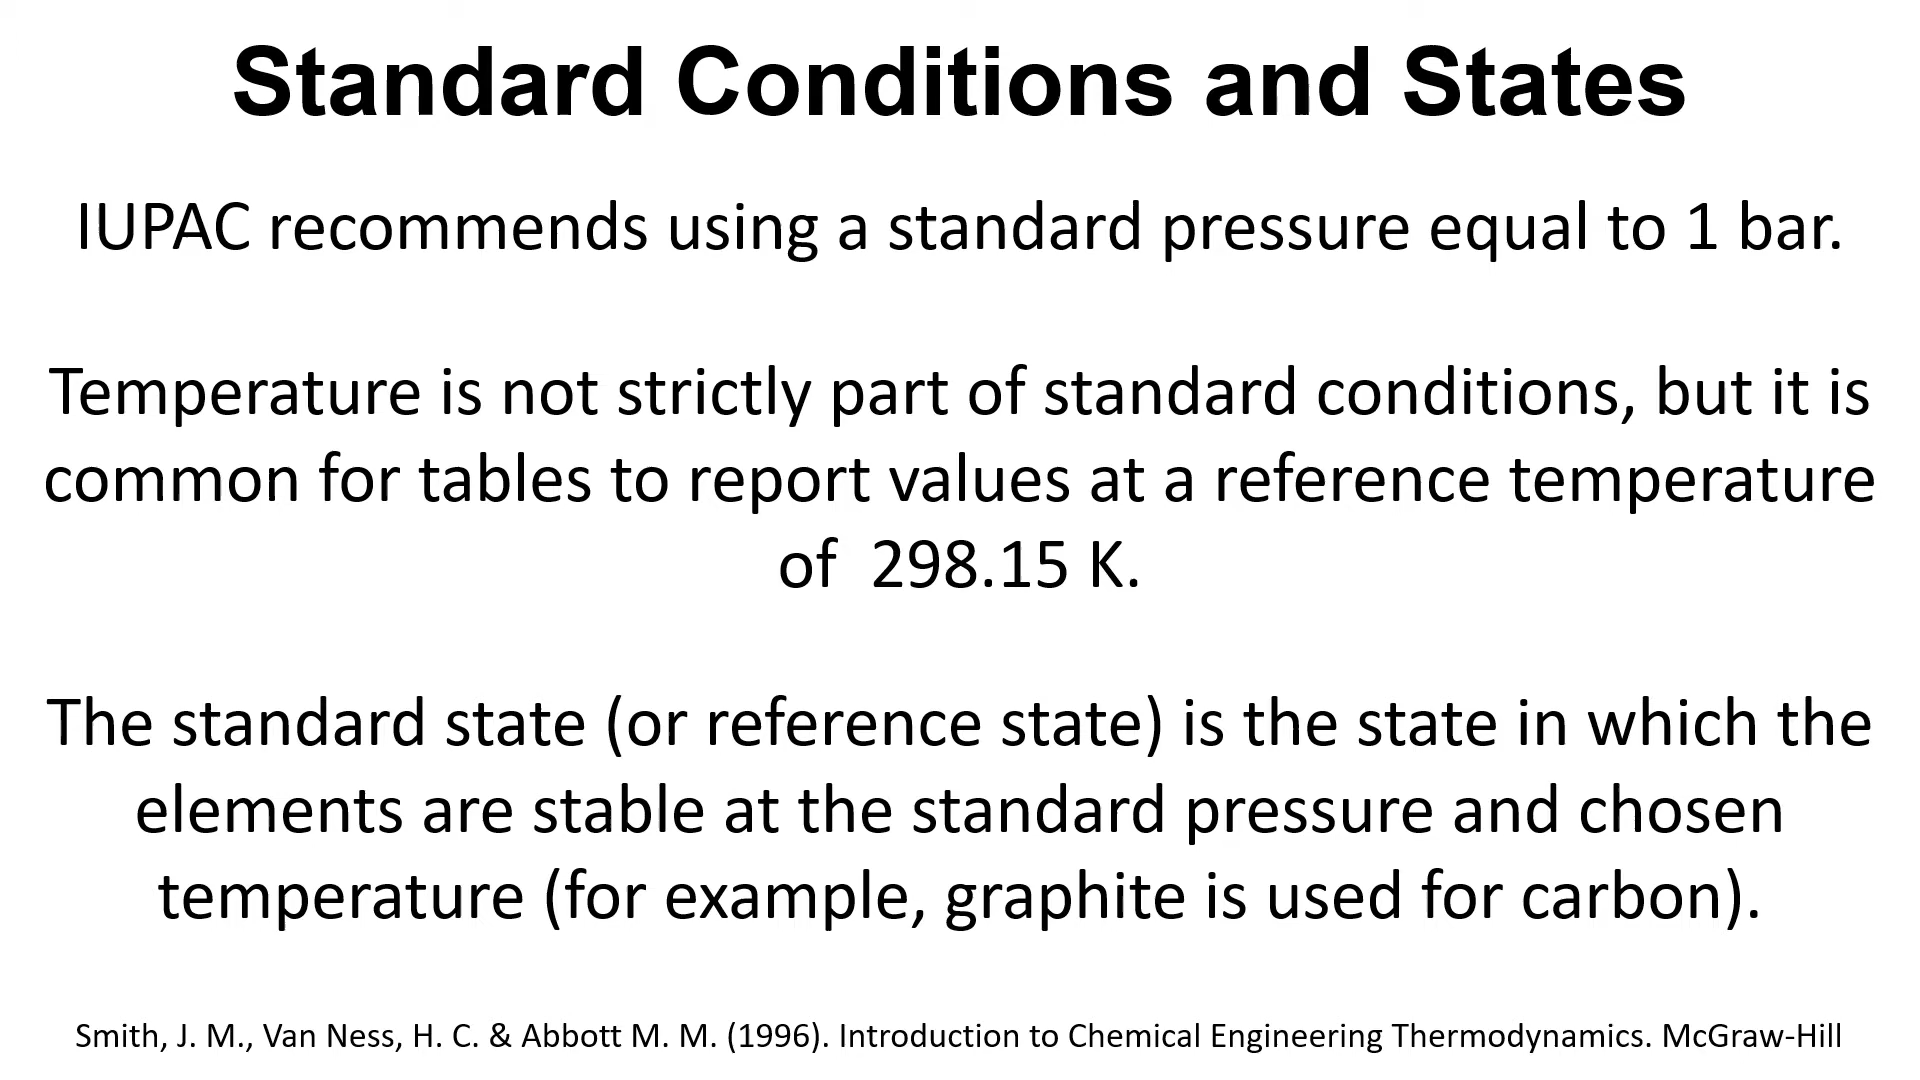 Standard Conditions and States
IUPAC recommends using a standard pressure equal to 1 bar.
Temperature is not strictly part of standard conditions, but it is
common for tables to report values at a reference temperature
of  298.15 K.
The standard state (or reference state) is the state in which the
elements are stable at the standard pressure and chosen
temperature (for example, graphite is used for carbon).
Smith, J. M., Van Ness, H. C. & Abbott M. M. (1996). Introduction to Chemical Engineering Thermodynamics. McGraw-Hill